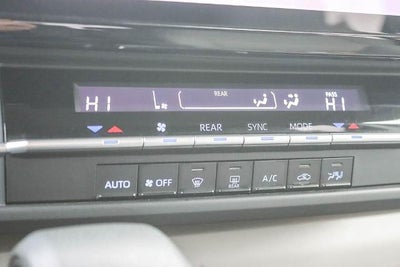 REAR PASS
HI HI
REAR SYNC MODE
AUTO OFF REAR A/C